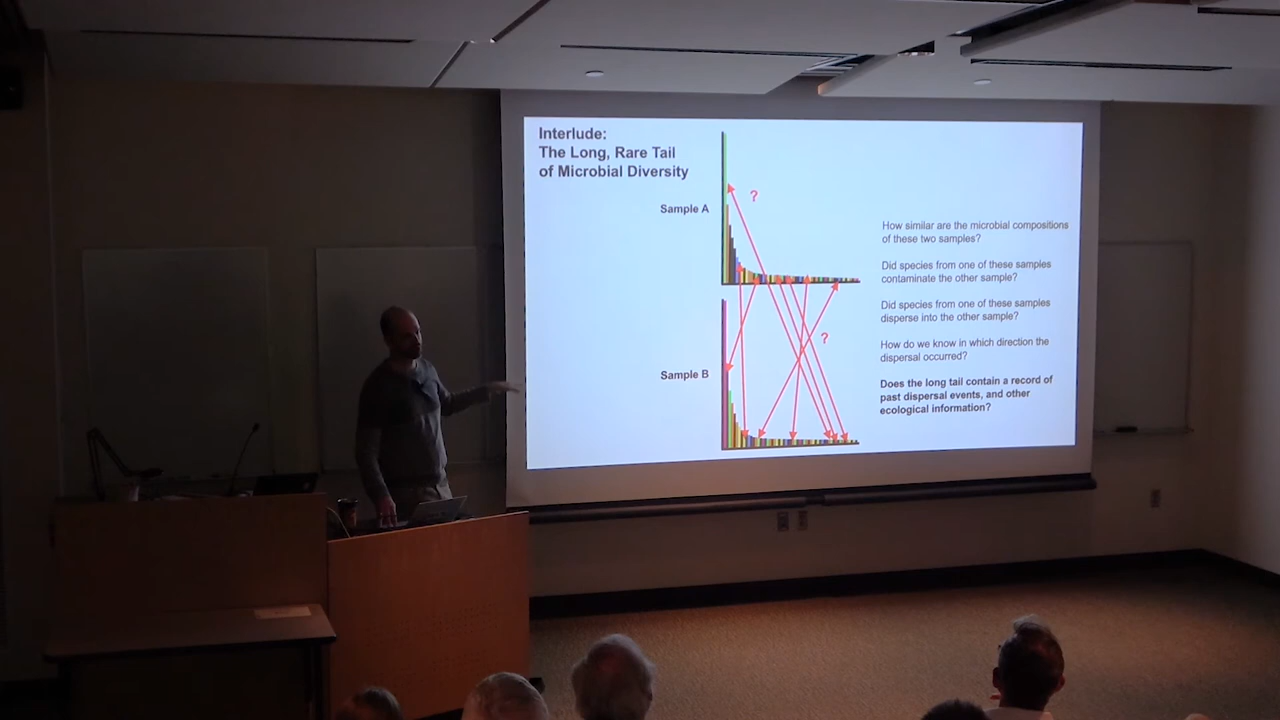 Interlude:
The Long, Rare Tail
of Microbial Diversity
Sample A
?
How similar are the microbial compositions
of these two samples?
Did species from one of these samples
contaminate the other sample?
Did species from one of these samples
disperse into the other sample?
?
How do we know in which direction the
dispersal occurred?
Sample B
Does the long tail contain a record of
past dispersal events, and other
ecological information?